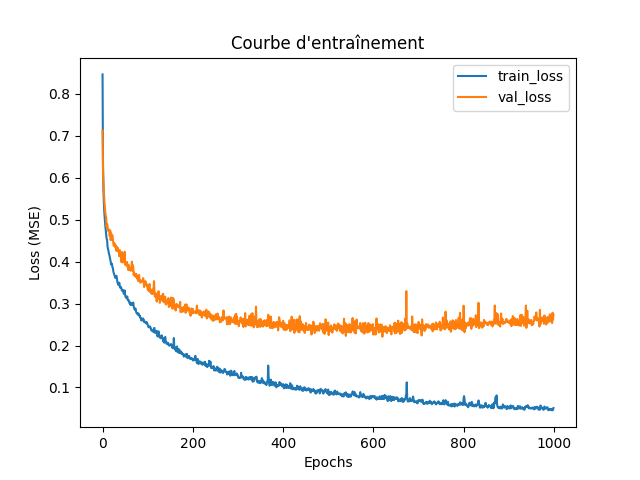 Courbe d'entraînement
train_loss
val_loss
Loss (MSE)
0.8
0.7
0.6
0.5
0.4
0.3
0.2
0.1
0 200 400 600 800 1000
Epochs